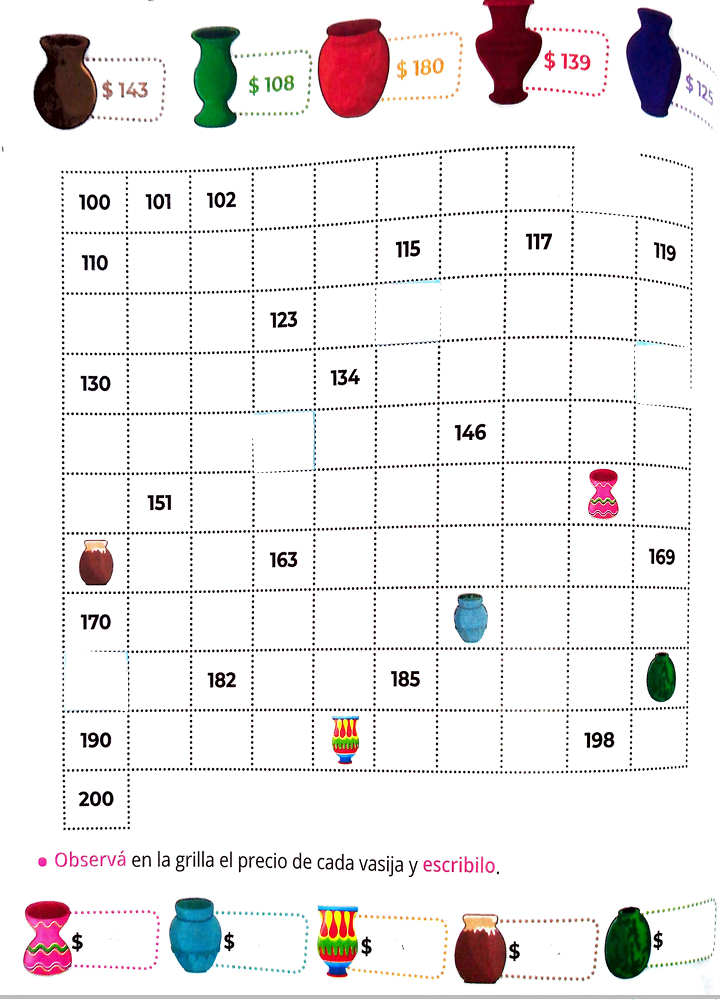 $ 143 $ 108 $ 180 $ 139 $ 125
100 101 102
110 115 117 119
123
130 134
146
151
163 169
170
182 185
190 198
200
• Observá en la grilla el precio de cada vasija y escribilo.
$ $ $ $ $